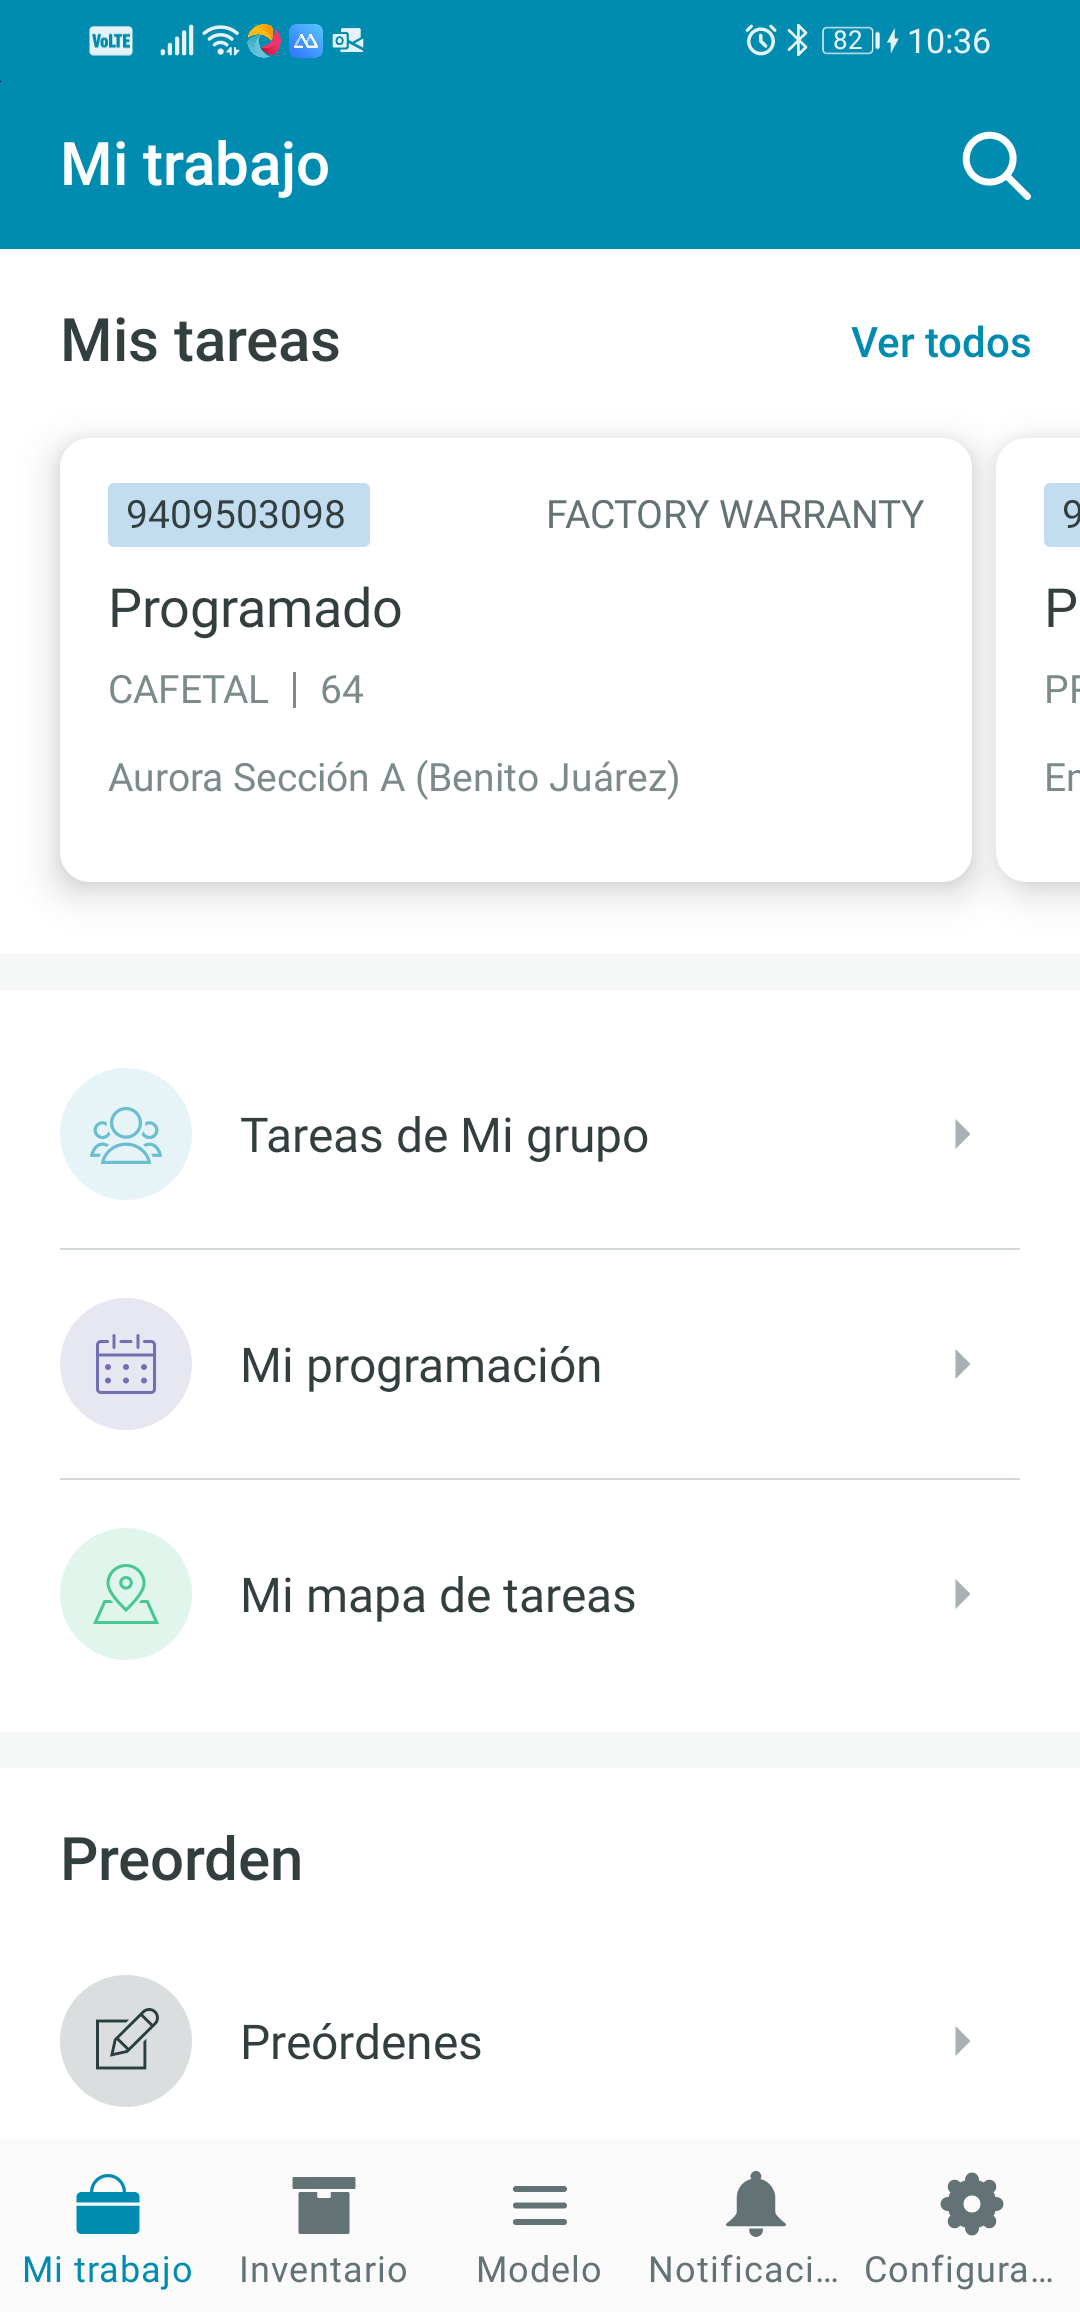 VoLTE 82 10:36
Mi trabajo
Mis tareas Ver todos
9409503098 FACTORY WARRANTY 9
Programado P
CAFETAL | 64 PR
Aurora Sección A (Benito Juárez) En
Tareas de Mi grupo
Mi programación
Mi mapa de tareas
Preorden
Preórdenes
Mi trabajo Inventario Modelo Notificaci... Configura...